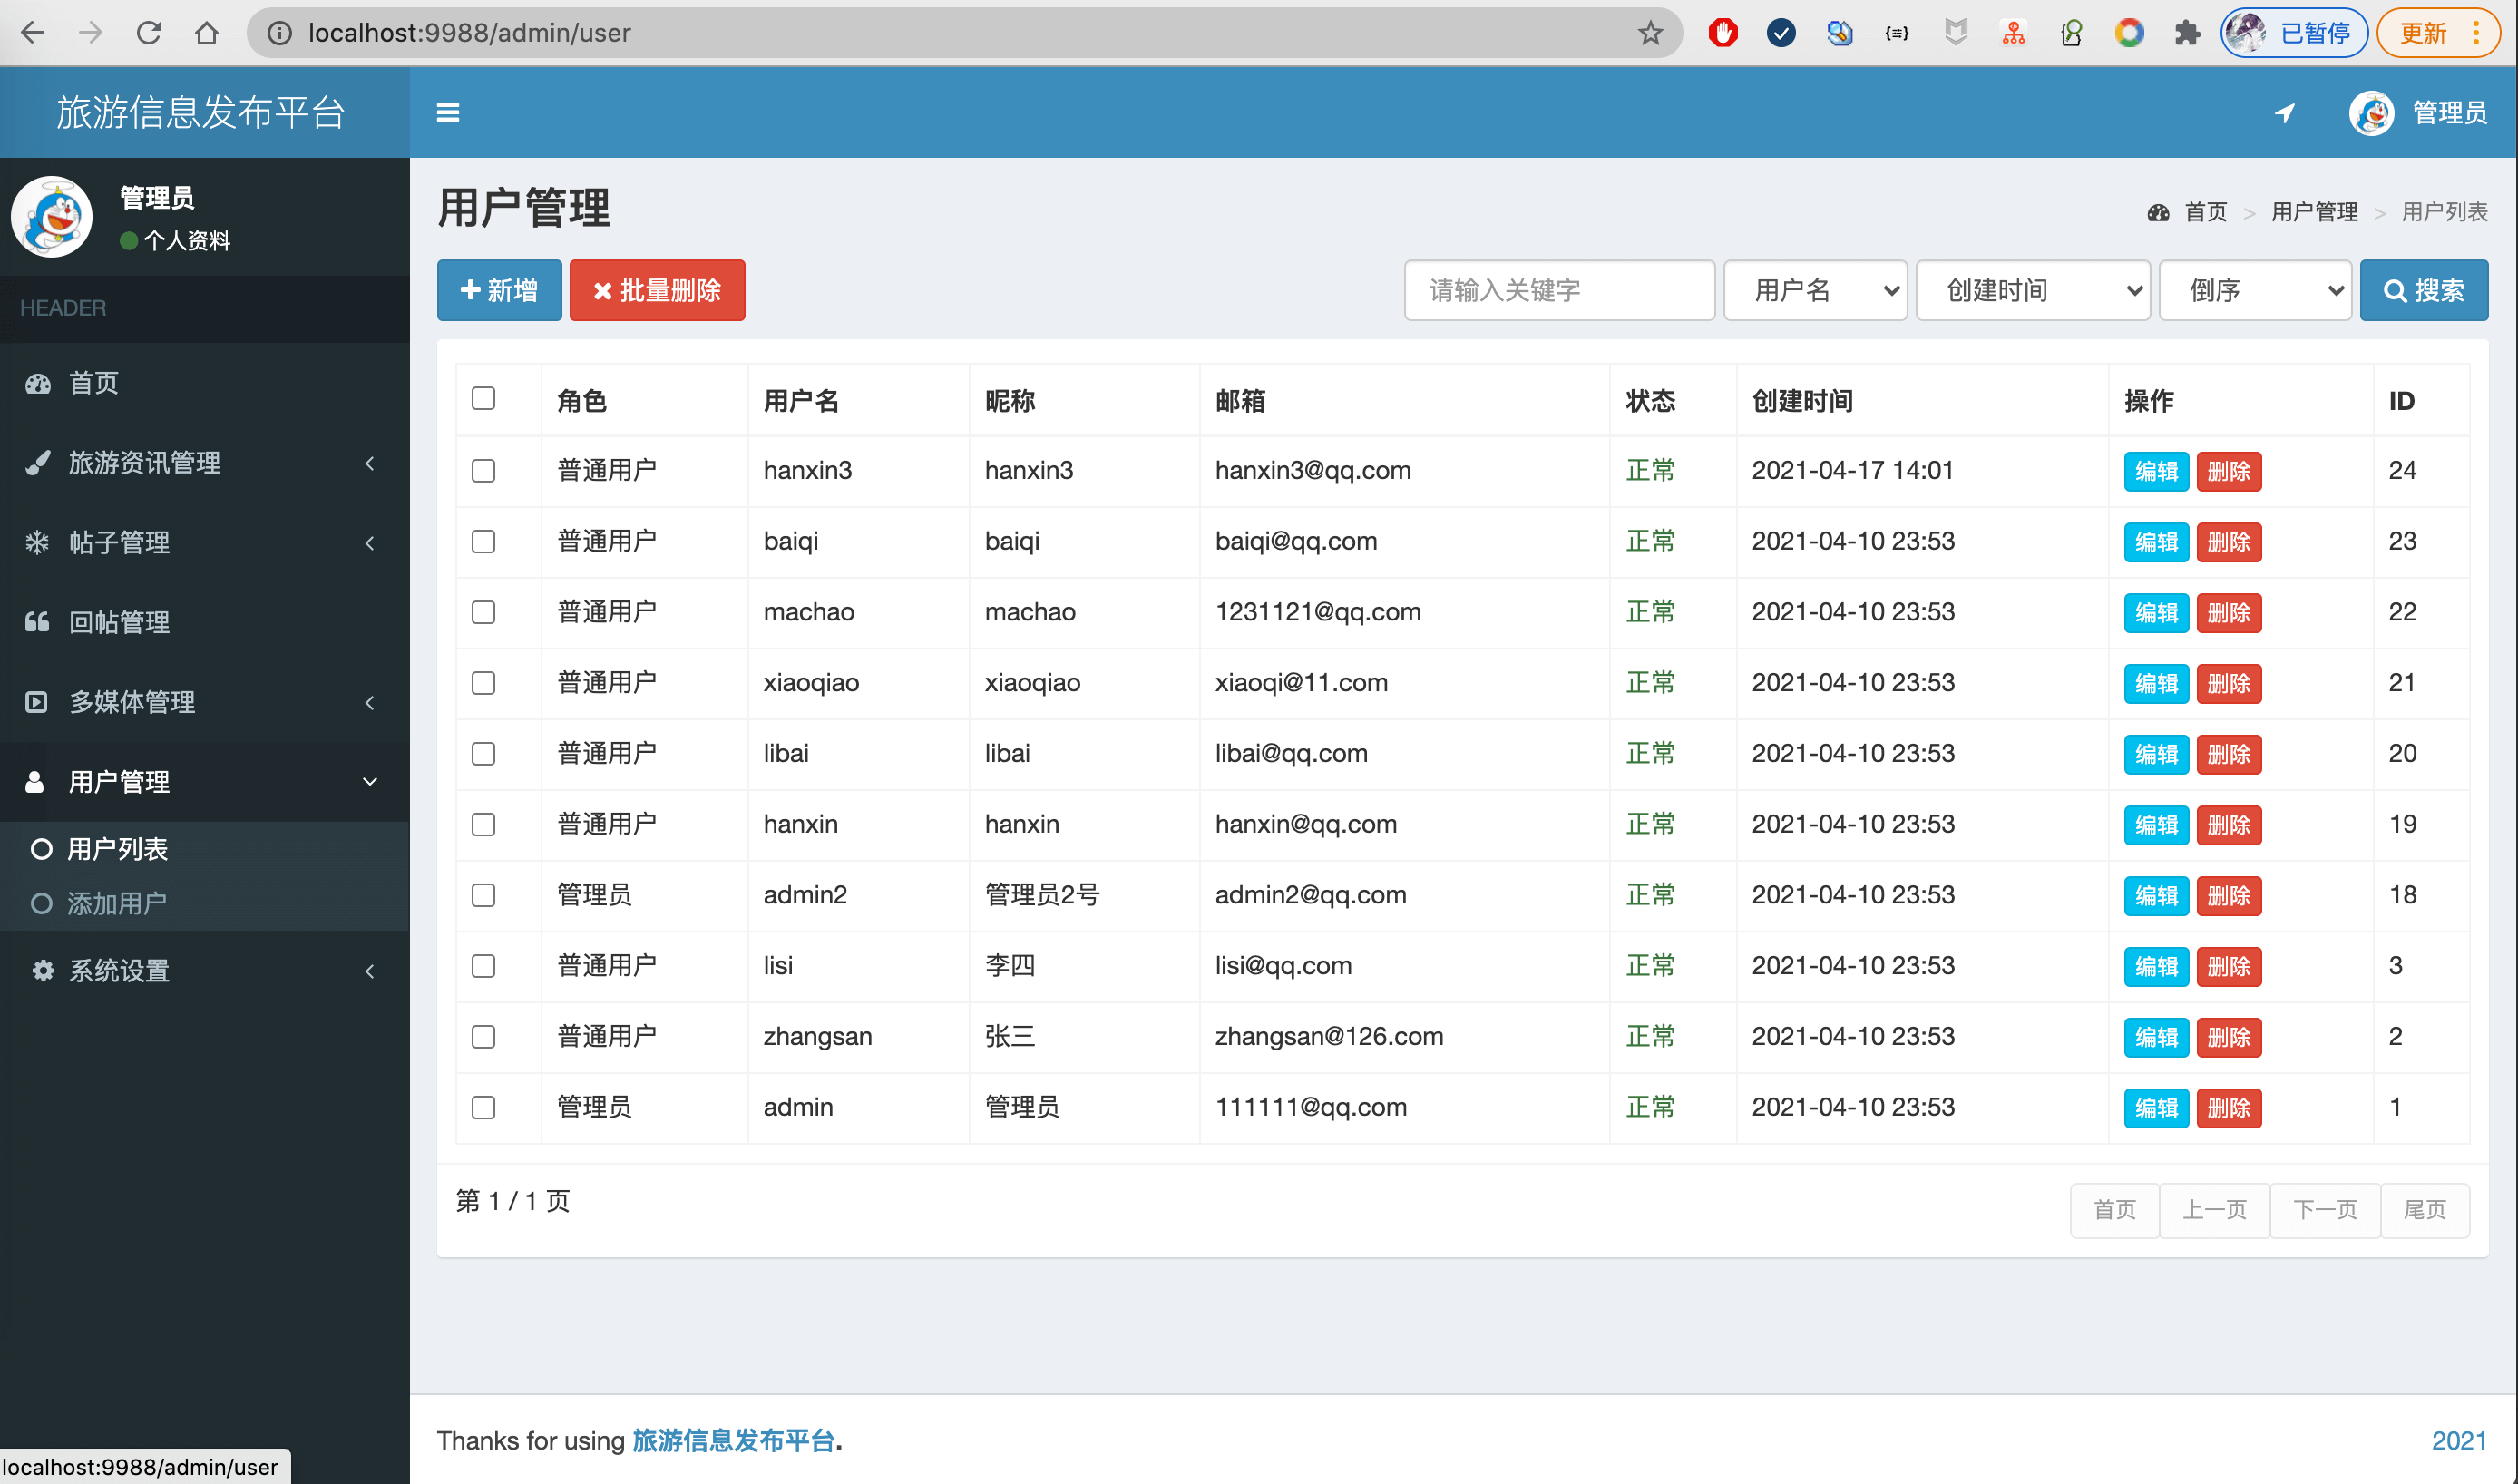 localhost:9988/admin/user
已暂停
更新
旅游信息发布平台
管理员
管理员
个人资料
HEADER
首页
旅游资讯管理
帖子管理
回帖管理
多媒体管理
用户管理
用户列表
添加用户
系统设置
用户管理
首页 > 用户管理 > 用户列表
新增 批量删除 请输入关键字 用户名 创建时间 倒序 搜索
角色 用户名 昵称 邮箱 状态 创建时间 操作 ID
普通用户 hanxin3 hanxin3 hanxin3@qq.com 正常 2021-04-17 14:01 编辑 删除 24
普通用户 baiqi baiqi baiqi@qq.com 正常 2021-04-10 23:53 编辑 删除 23
普通用户 machao machao 1231121@qq.com 正常 2021-04-10 23:53 编辑 删除 22
普通用户 xiaoqiao xiaoqiao xiaoqi@11.com 正常 2021-04-10 23:53 编辑 删除 21
普通用户 libai libai libai@qq.com 正常 2021-04-10 23:53 编辑 删除 20
普通用户 hanxin hanxin hanxin@qq.com 正常 2021-04-10 23:53 编辑 删除 19
管理员 admin2 管理员2号 admin2@qq.com 正常 2021-04-10 23:53 编辑 删除 18
普通用户 lisi 李四 lisi@qq.com 正常 2021-04-10 23:53 编辑 删除 3
普通用户 zhangsan 张三 zhangsan@126.com 正常 2021-04-10 23:53 编辑 删除 2
管理员 admin 管理员 111111@qq.com 正常 2021-04-10 23:53 编辑 删除 1
第 1 / 1 页
首页 上一页 下一页 尾页
Thanks for using 旅游信息发布平台.
2021
localhost:9988/admin/user